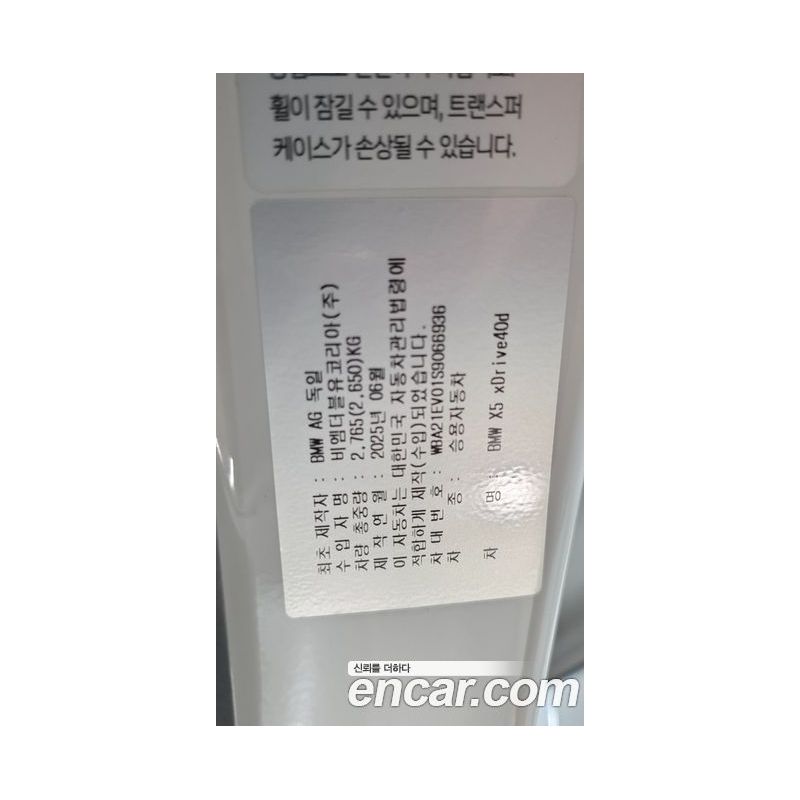 휠이 잠길 수 있으며, 트랜스퍼
케이스가 손상될 수 있습니다.
최초 제작자 : BMW AG 독일
수 입 자 명 : 비엠더블유코리아(주)
차량 총중량 : 2,765(2,650)KG
제 작 연 월 : 2025년 06월
이 자동차는 대한민국 자동차관리법령에
적합하게 제작(수입)되었습니다.
차 대 번 호 : WBA21EV01S9066936
차 종 : 승용자동차
차 명 : BMW X5 xDrive40d
신뢰를 더하다
encar.com